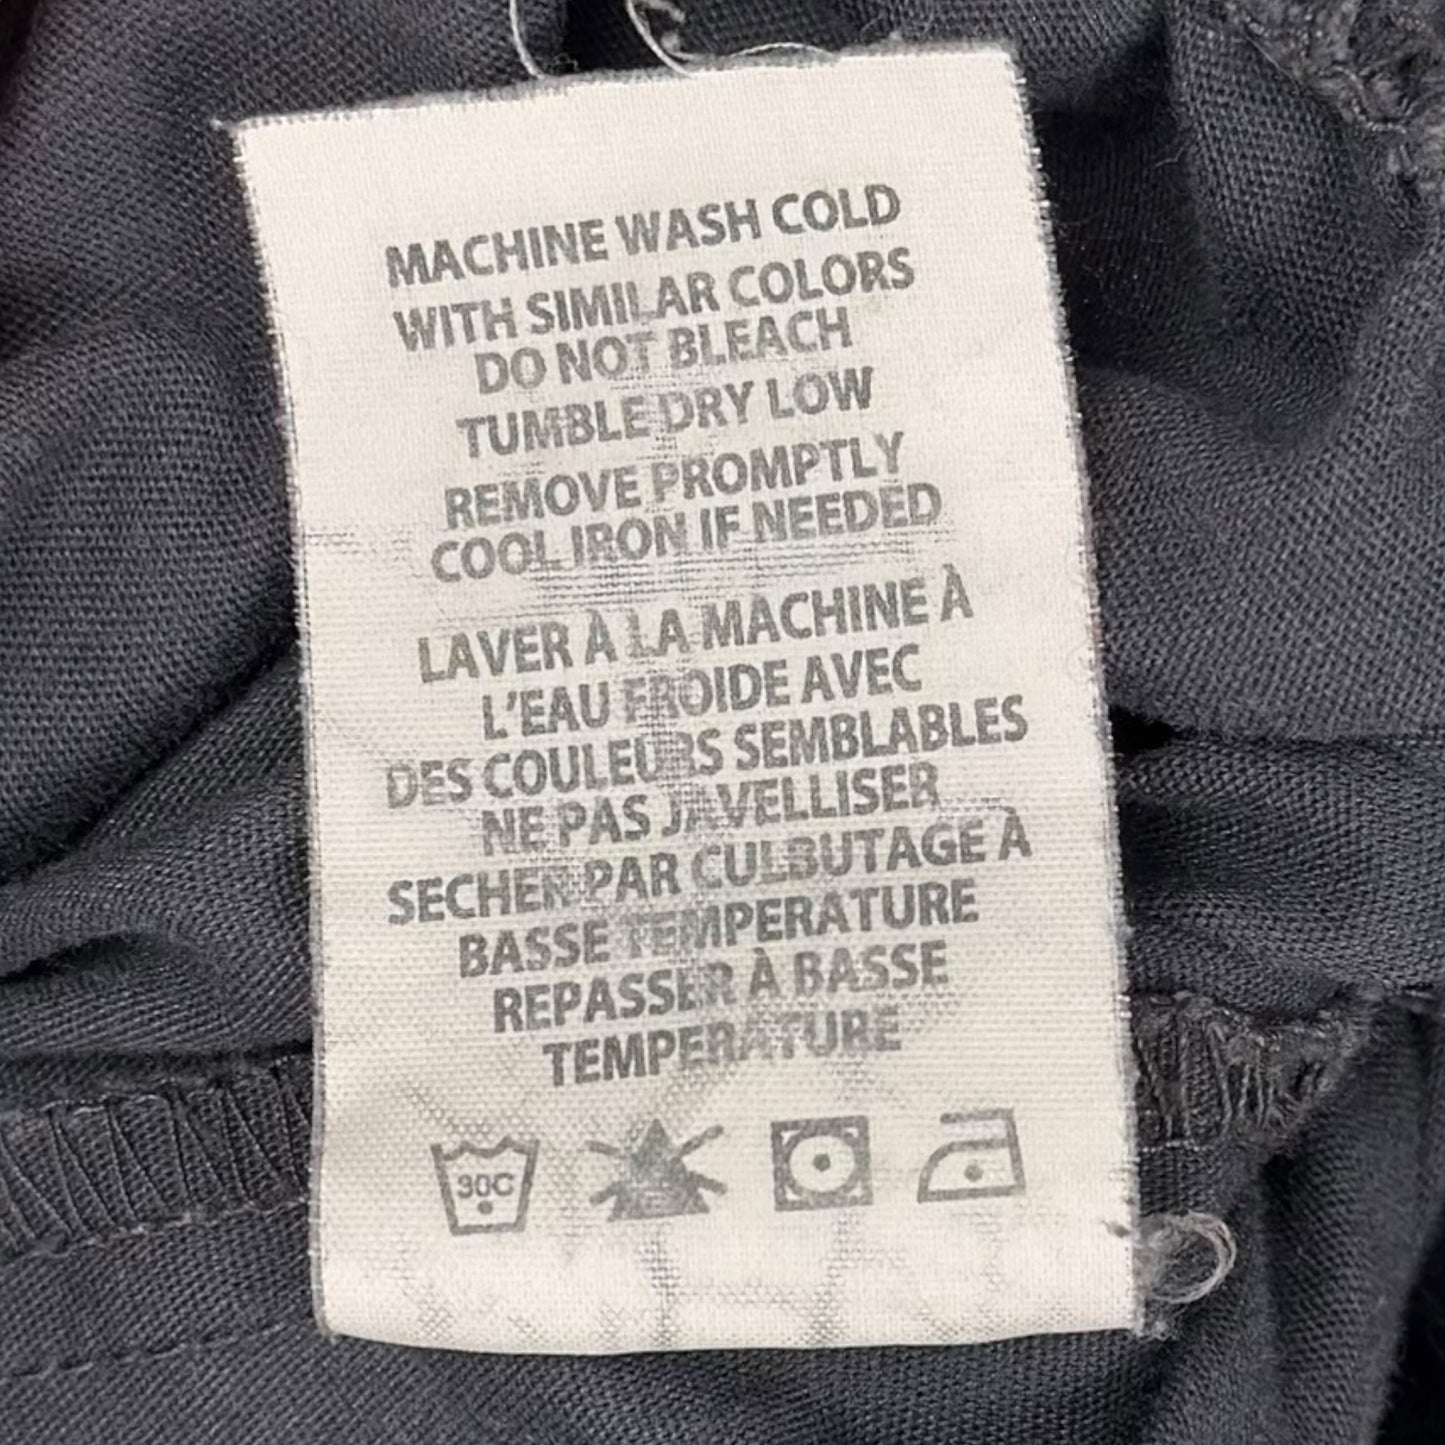 MACHINE WASH COLD
WITH SIMILAR COLORS
DO NOT BLEACH
TUMBLE DRY LOW
REMOVE PROMPTLY
COOL IRON IF NEEDED
LAVER À LA MACHINE À
L'EAU FROIDE AVEC
DES COULEURS SEMBLABLES
NE PAS JAVELLISER
SECHER PAR CULBUTAGE À
BASSE TEMPERATURE
REPASSER À BASSE
TEMPERATURE
30C